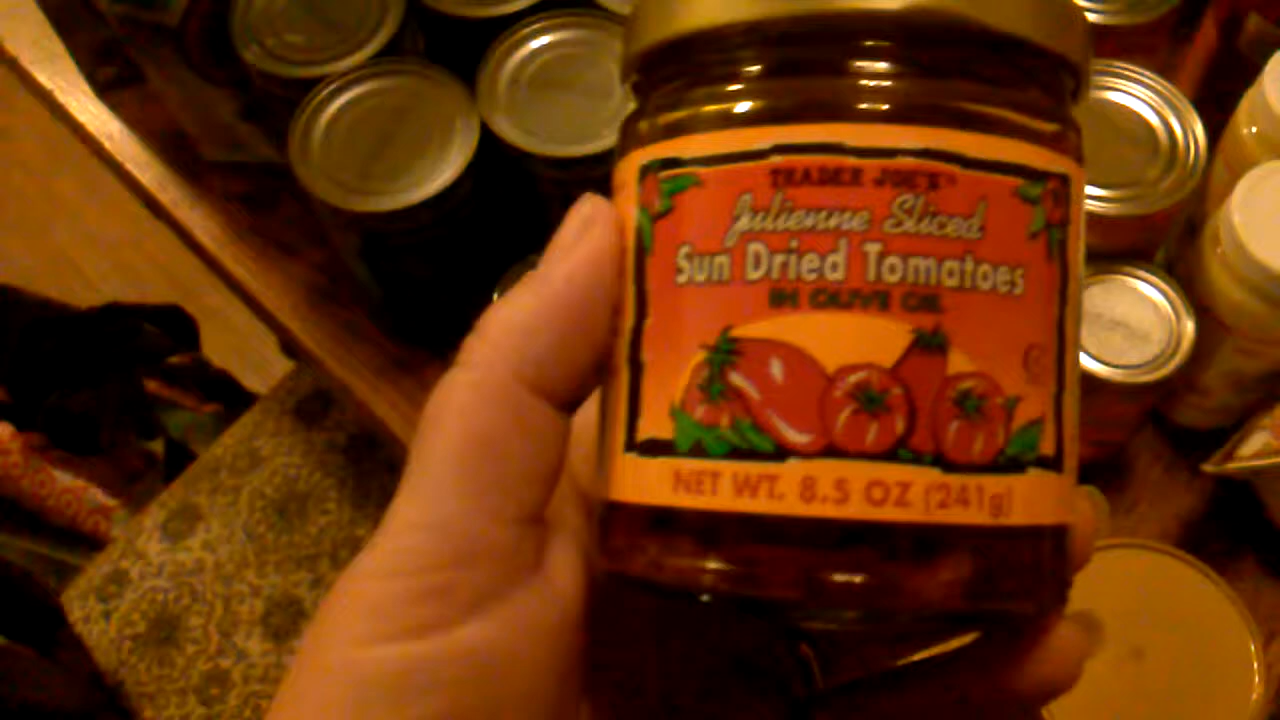 TRADER JOE'S
Julienne Sliced
Sun Dried Tomatoes
IN OLIVE OIL
NET WT. 8.5 OZ (241g)